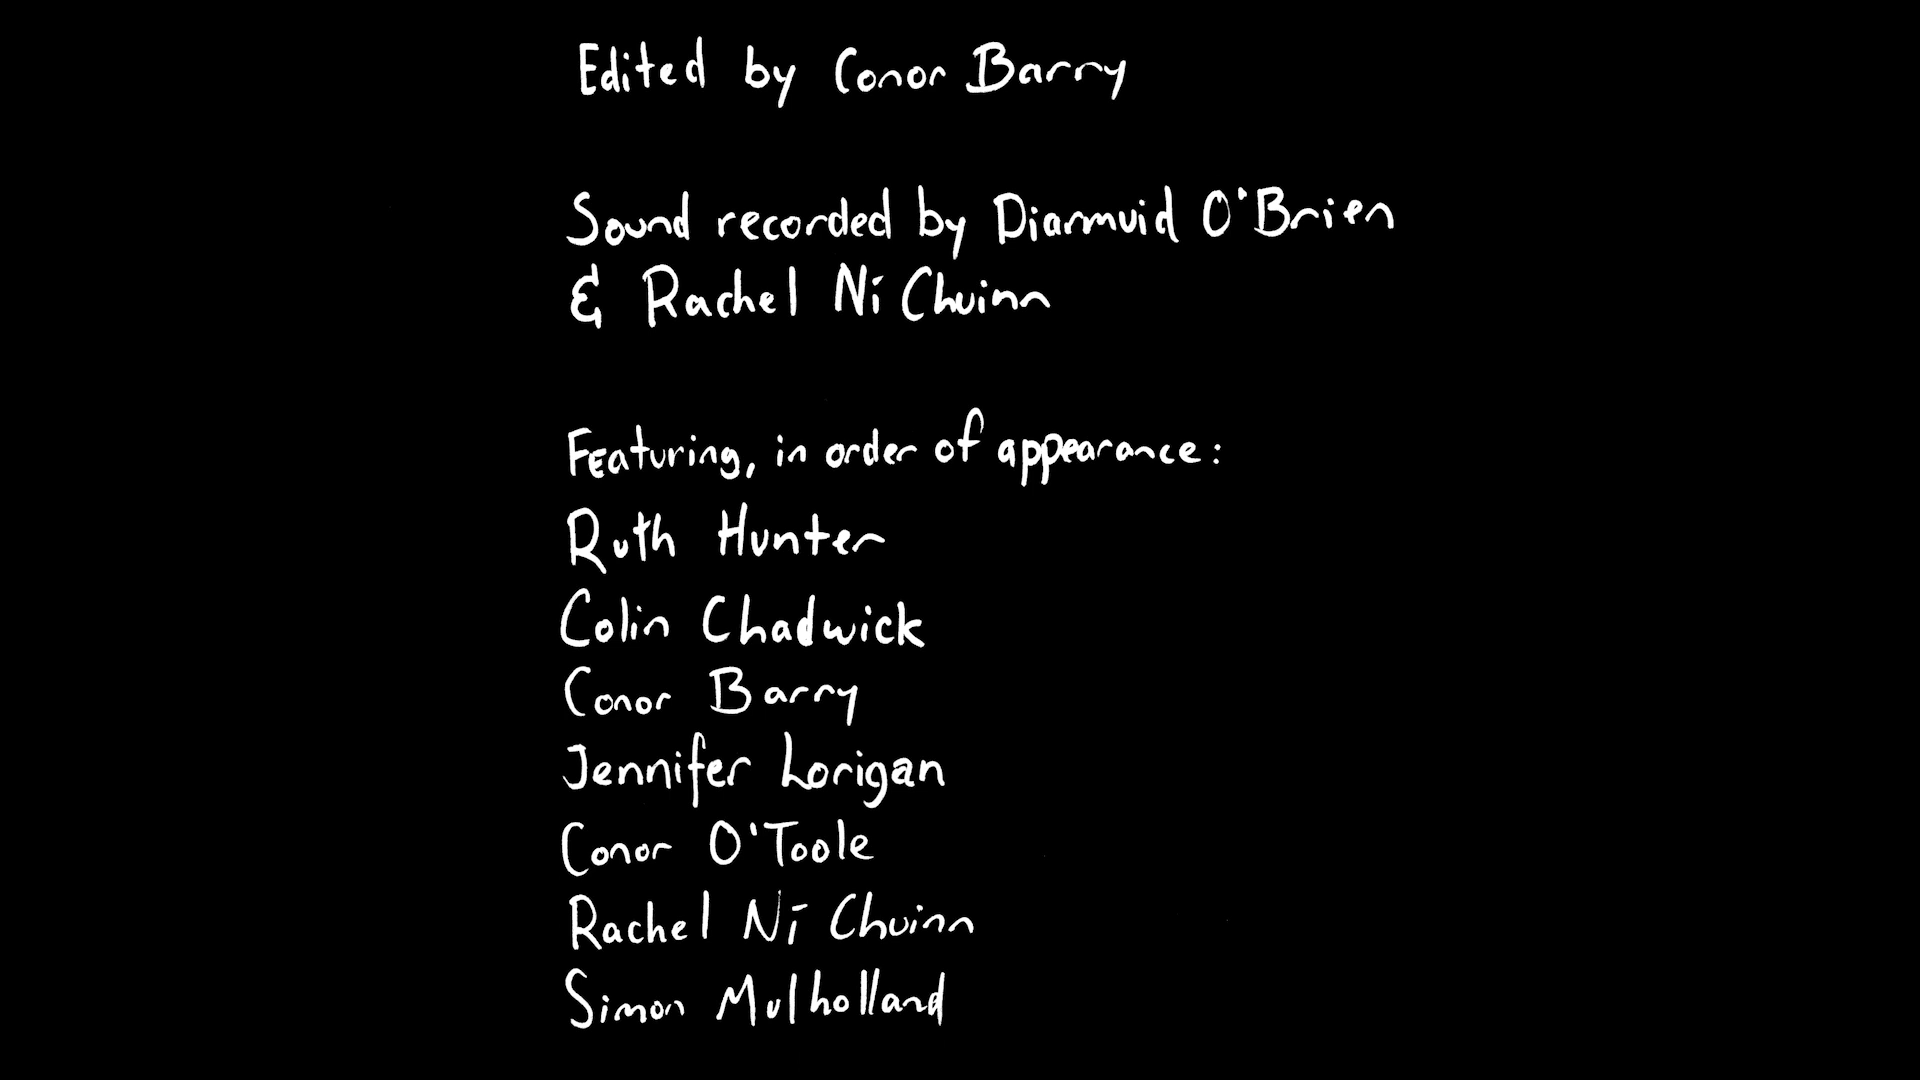 Edited by Conor Barry
Sound recorded by Diarmuid O'Brien
& Rachel Ní Chuinn
Featuring, in order of appearance:
Ruth Hunter
Colin Chadwick
Conor Barry
Jennifer Lorigan
Conor O'Toole
Rachel Ní Chuinn
Simon Mulholland